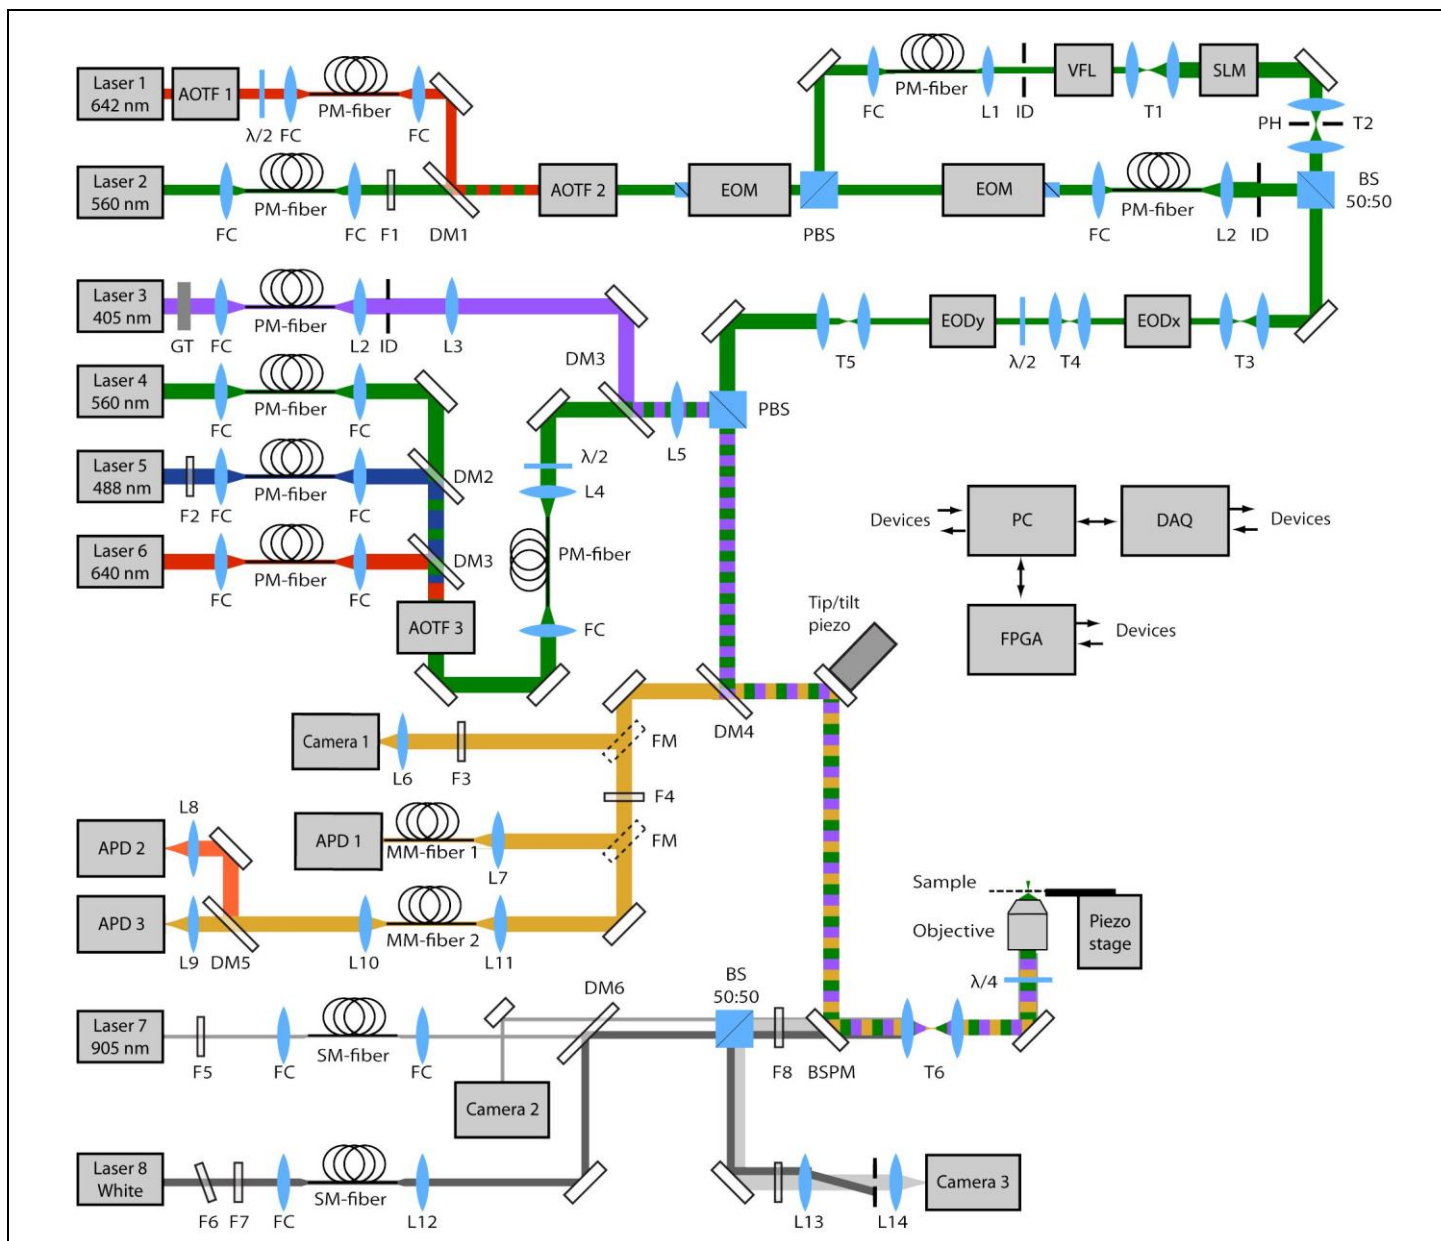 Laser 1
642 nm
AOTF 1
λ/2
FC
PM-fiber
FC
FC
PM-fiber
L1
ID
VFL
T1
SLM
PH
T2
Laser 2
560 nm
FC
PM-fiber
FC
F1
DM1
AOTF 2
EOM
PBS
EOM
FC
PM-fiber
L2
ID
BS
50:50
Laser 3
405 nm
GT
FC
PM-fiber
L2
ID
L3
DM3
L5
PBS
T5
EODy
λ/2
T4
EODx
T3
Laser 4
560 nm
FC
PM-fiber
FC
Laser 5
488 nm
F2
FC
PM-fiber
FC
DM2
Laser 6
640 nm
FC
PM-fiber
FC
DM3
AOTF 3
λ/2
L4
PM-fiber
FC
Devices
PC
DAQ
Devices
FPGA
Devices
Tip/tilt
piezo
DM4
Camera 1
L6
F3
FM
F4
APD 1
MM-fiber 1
L7
FM
L8
APD 2
APD 3
L9
DM5
L10
MM-fiber 2
L11
Sample
Objective
Piezo
stage
λ/4
Laser 7
905 nm
F5
FC
SM-fiber
FC
Camera 2
DM6
BS
50:50
F8
BSPM
T6
Laser 8
White
F6
F7
FC
SM-fiber
L12
L13
L14
Camera 3